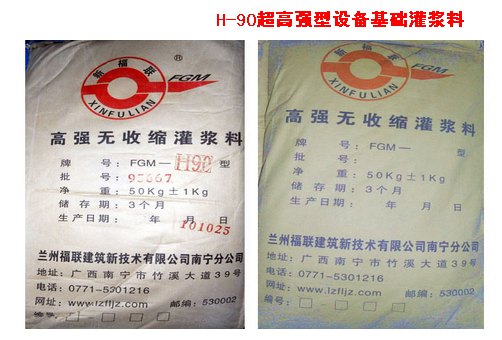 H-90超高强型设备基础灌浆料
新福联
®
FGM
XINFULIAN
高强无收缩灌浆料
牌 号: FGM—H90 型
批 号: 95667
净 重: 50Kg±1Kg
储 存 期: 3个月
生产日期: 年 月 日
101025
兰州福联建筑新技术有限公司南宁分公司
地址: 广西南宁市竹溪大道39号
电话: 0771-5301216
网址: www.lzfljz.com 邮编: 530002
编号: □ □ □ □
新福联
FGM
XINFULIAN
高强无收缩灌浆料
牌 号: FGM— 型
批 号:
净 重: 50Kg±1Kg
储 存 期: 3个月
生产日期: 年 月 日
兰州福联建筑新技术有限公司南宁分公司
地址: 广西南宁市竹溪大道39号
电话: 0771-5301216
网址: www.lzfljz.com 邮编: 530002
编号: □ □ □ □